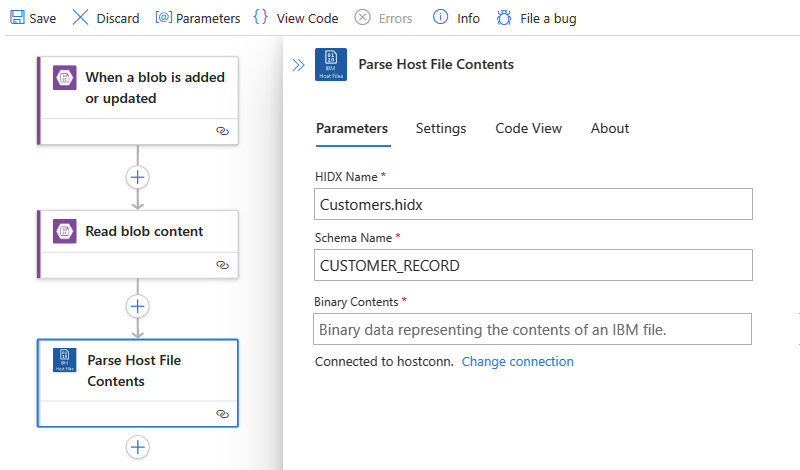 Save Discard [@] Parameters {} View Code Errors Info File a bug
When a blob is added
or updated
Read blob content
IBM
Host Files
Parse Host File
Contents
IBM
Host Files
Parse Host File Contents
Parameters Settings Code View About
HIDX Name *
Customers.hidx
Schema Name *
CUSTOMER_RECORD
Binary Contents *
Binary data representing the contents of an IBM file.
Connected to hostconn. Change connection